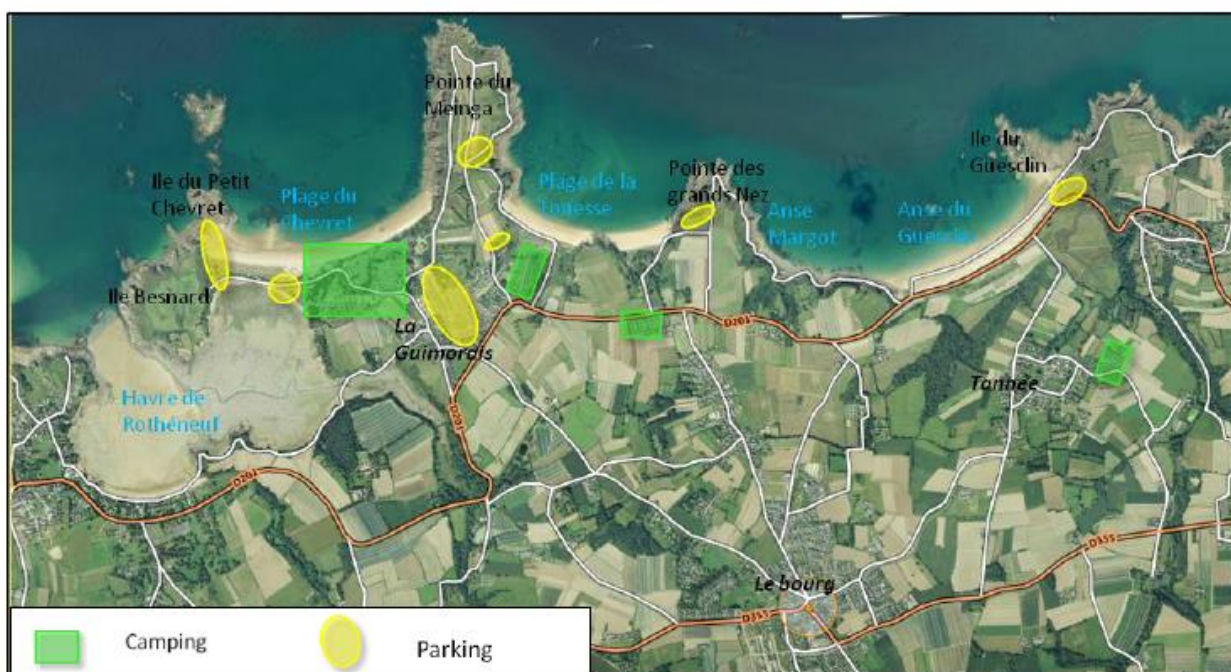 Pointe du
Meinga
Ile du Petit
Chevret
Plage du
Chevret
Plage de la
Touesse
Pointe des
grands Nez
Anse
Margot
Ile du
Guesclin
Anse du
Guesclin
Ile Besnard
La
Guimorais
Havre de
Rothéneuf
D201
D201
D201
D201
Tannée
Le bourg
D355
D355
Camping
Parking